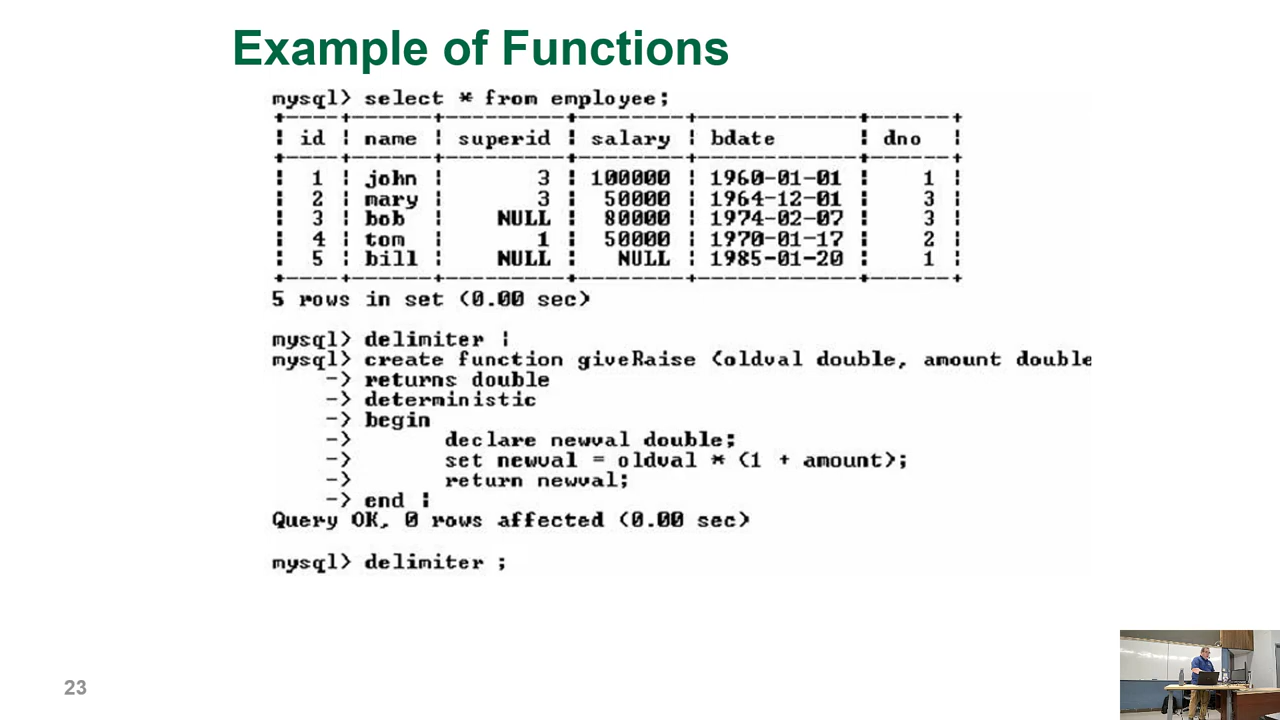 Example of Functions
mysql> select * from employee;
+----+------+---------+--------+------------+------+
| id | name | superid | salary | bdate | dno |
+----+------+---------+--------+------------+------+
| 1 | john | 3 | 100000 | 1960-01-01 | 1 |
| 2 | mary | 3 | 50000 | 1964-12-01 | 3 |
| 3 | bob | NULL | 80000 | 1974-02-07 | 3 |
| 4 | tom | 1 | 50000 | 1970-01-17 | 2 |
| 5 | bill | NULL | NULL | 1985-01-20 | 1 |
+----+------+---------+--------+------------+------+
5 rows in set (0.00 sec)
mysql> delimiter |
mysql> create function giveRaise (oldval double, amount double
-> returns double
-> deterministic
-> begin
-> declare newval double;
-> set newval = oldval * (1 + amount);
-> return newval;
-> end |
Query OK, 0 rows affected (0.00 sec)
mysql> delimiter ;
23